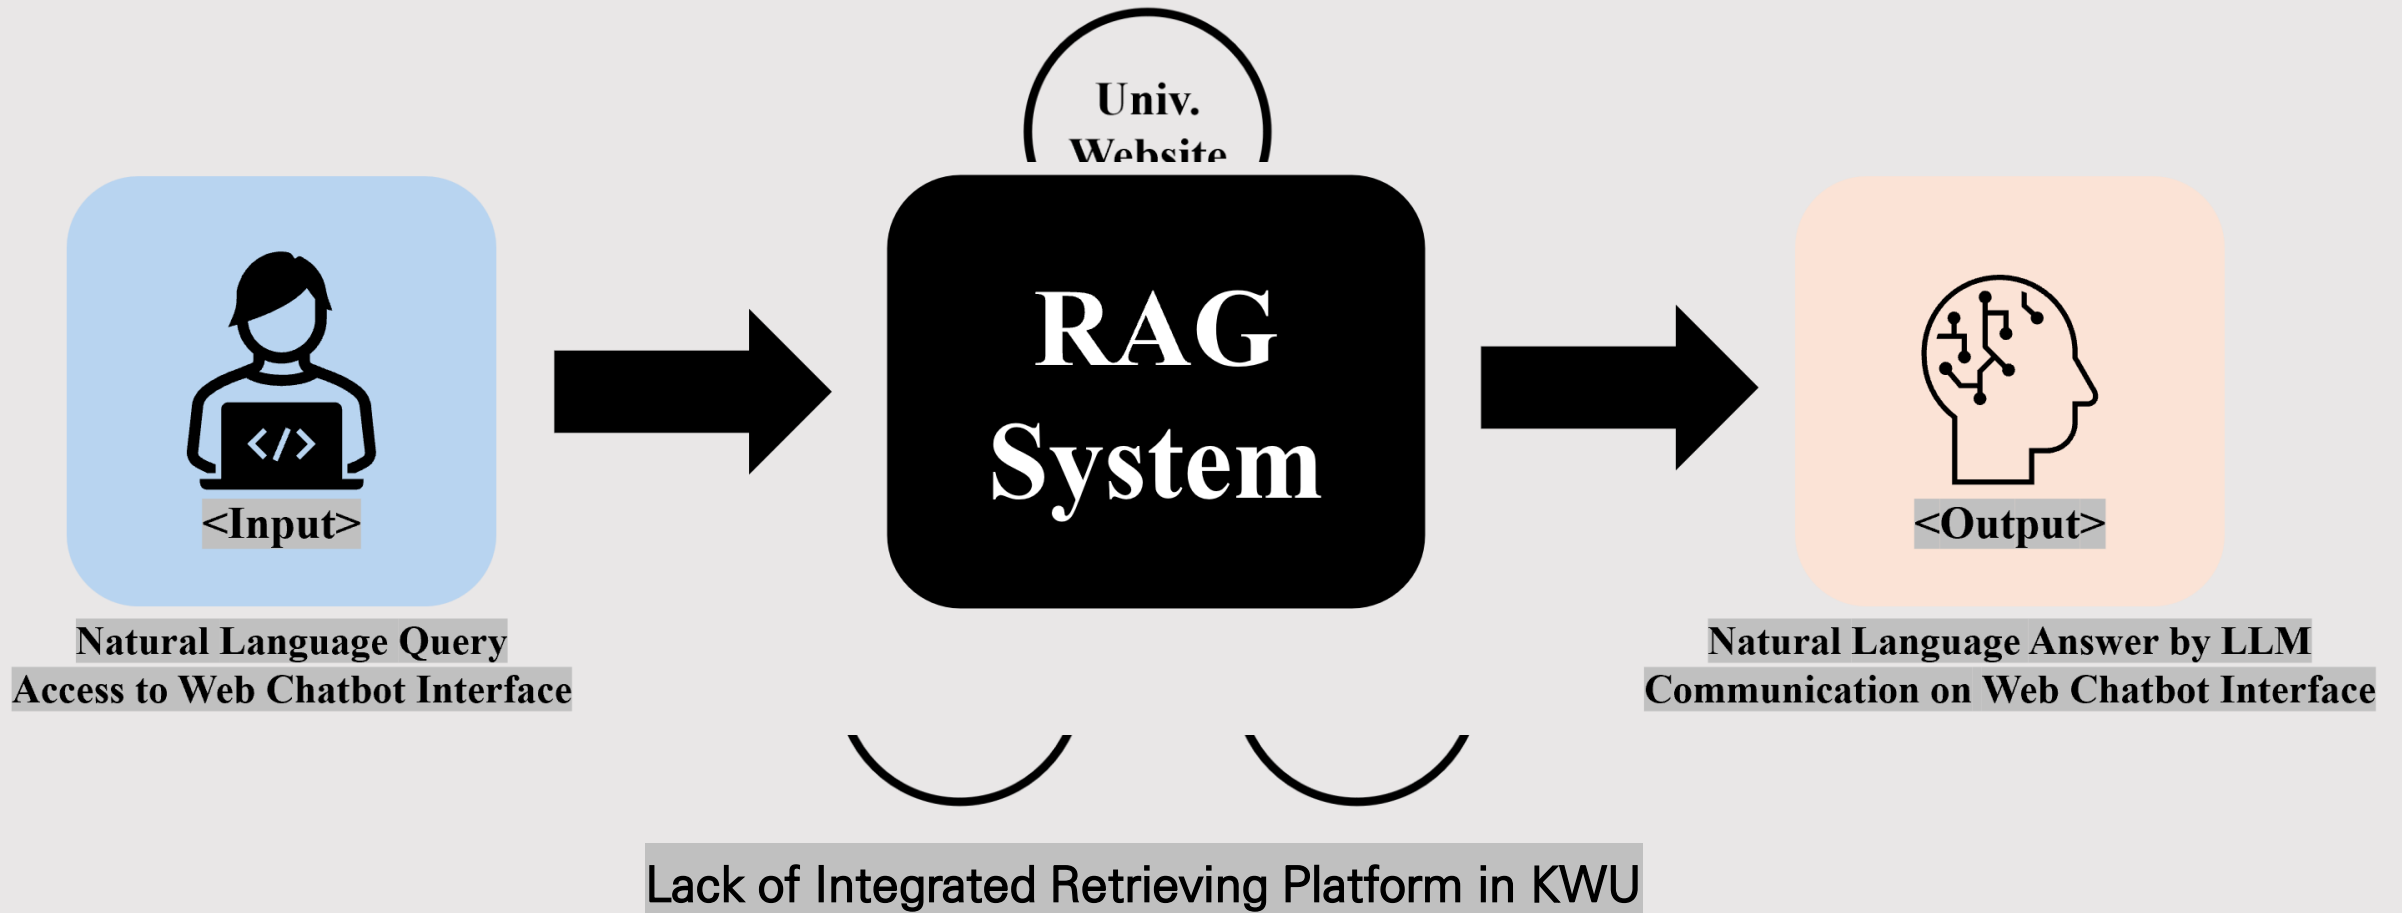 Univ.
Website
RAG
System
</>
<Input>
<Output>
Natural Language Query
Access to Web Chatbot Interface
Natural Language Answer by LLM
Communication on Web Chatbot Interface
Lack of Integrated Retrieving Platform in KWU